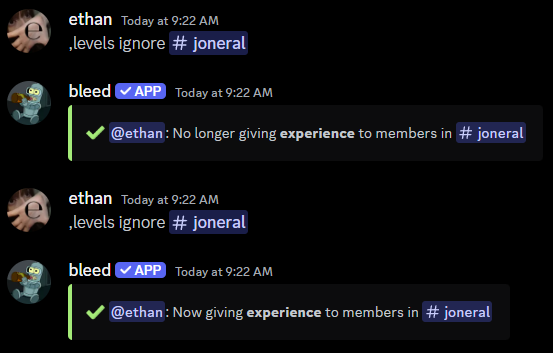 ethan Today at 9:22 AM
,levels ignore # joneral
bleed ✓ APP Today at 9:22 AM
@ethan: No longer giving experience to members in # joneral
ethan Today at 9:22 AM
,levels ignore # joneral
bleed ✓ APP Today at 9:22 AM
@ethan: Now giving experience to members in # joneral